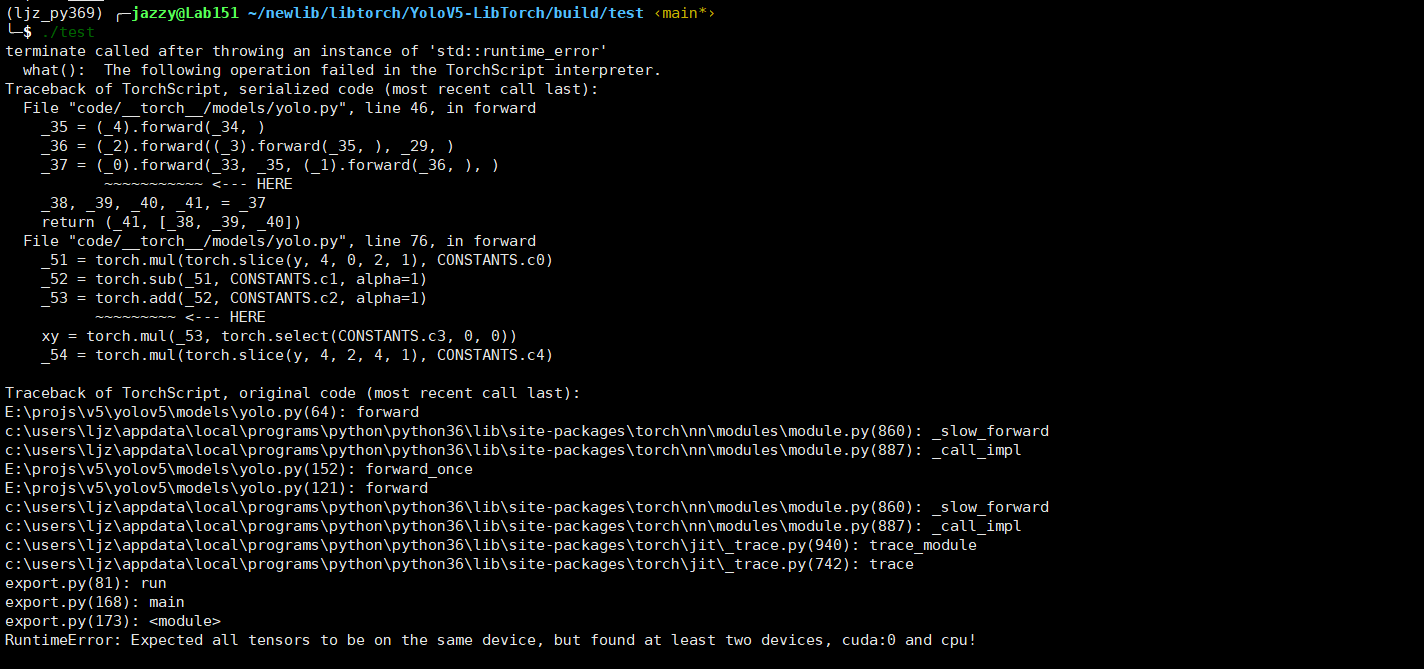 (ljz_py369) ╭─jazzy@Lab151 ~/newlib/libtorch/YoloV5-LibTorch/build/test ‹main*›
╰─$ ./test
terminate called after throwing an instance of 'std::runtime_error'
  what():  The following operation failed in the TorchScript interpreter.
Traceback of TorchScript, serialized code (most recent call last):
  File "code/__torch__/models/yolo.py", line 46, in forward
    _35 = (_4).forward(_34, )
    _36 = (_2).forward((_3).forward(_35, ), _29, )
    _37 = (_0).forward(_33, _35, (_1).forward(_36, ), )
           ~~~~~~~~~~~ <--- HERE
    _38, _39, _40, _41, = _37
    return (_41, [_38, _39, _40])
  File "code/__torch__/models/yolo.py", line 76, in forward
    _51 = torch.mul(torch.slice(y, 4, 0, 2, 1), CONSTANTS.c0)
    _52 = torch.sub(_51, CONSTANTS.c1, alpha=1)
    _53 = torch.add(_52, CONSTANTS.c2, alpha=1)
          ~~~~~~~~~ <--- HERE
    xy = torch.mul(_53, torch.select(CONSTANTS.c3, 0, 0))
    _54 = torch.mul(torch.slice(y, 4, 2, 4, 1), CONSTANTS.c4)

Traceback of TorchScript, original code (most recent call last):
E:\projs\v5\yolov5\models\yolo.py(64): forward
c:\users\ljz\appdata\local\programs\python\python36\lib\site-packages\torch\nn\modules\module.py(860): _slow_forward
c:\users\ljz\appdata\local\programs\python\python36\lib\site-packages\torch\nn\modules\module.py(887): _call_impl
E:\projs\v5\yolov5\models\yolo.py(152): forward_once
E:\projs\v5\yolov5\models\yolo.py(121): forward
c:\users\ljz\appdata\local\programs\python\python36\lib\site-packages\torch\nn\modules\module.py(860): _slow_forward
c:\users\ljz\appdata\local\programs\python\python36\lib\site-packages\torch\nn\modules\module.py(887): _call_impl
c:\users\ljz\appdata\local\programs\python\python36\lib\site-packages\torch\jit\_trace.py(940): trace_module
c:\users\ljz\appdata\local\programs\python\python36\lib\site-packages\torch\jit\_trace.py(742): trace
export.py(81): run
export.py(168): main
export.py(173): <module>
RuntimeError: Expected all tensors to be on the same device, but found at least two devices, cuda:0 and cpu!